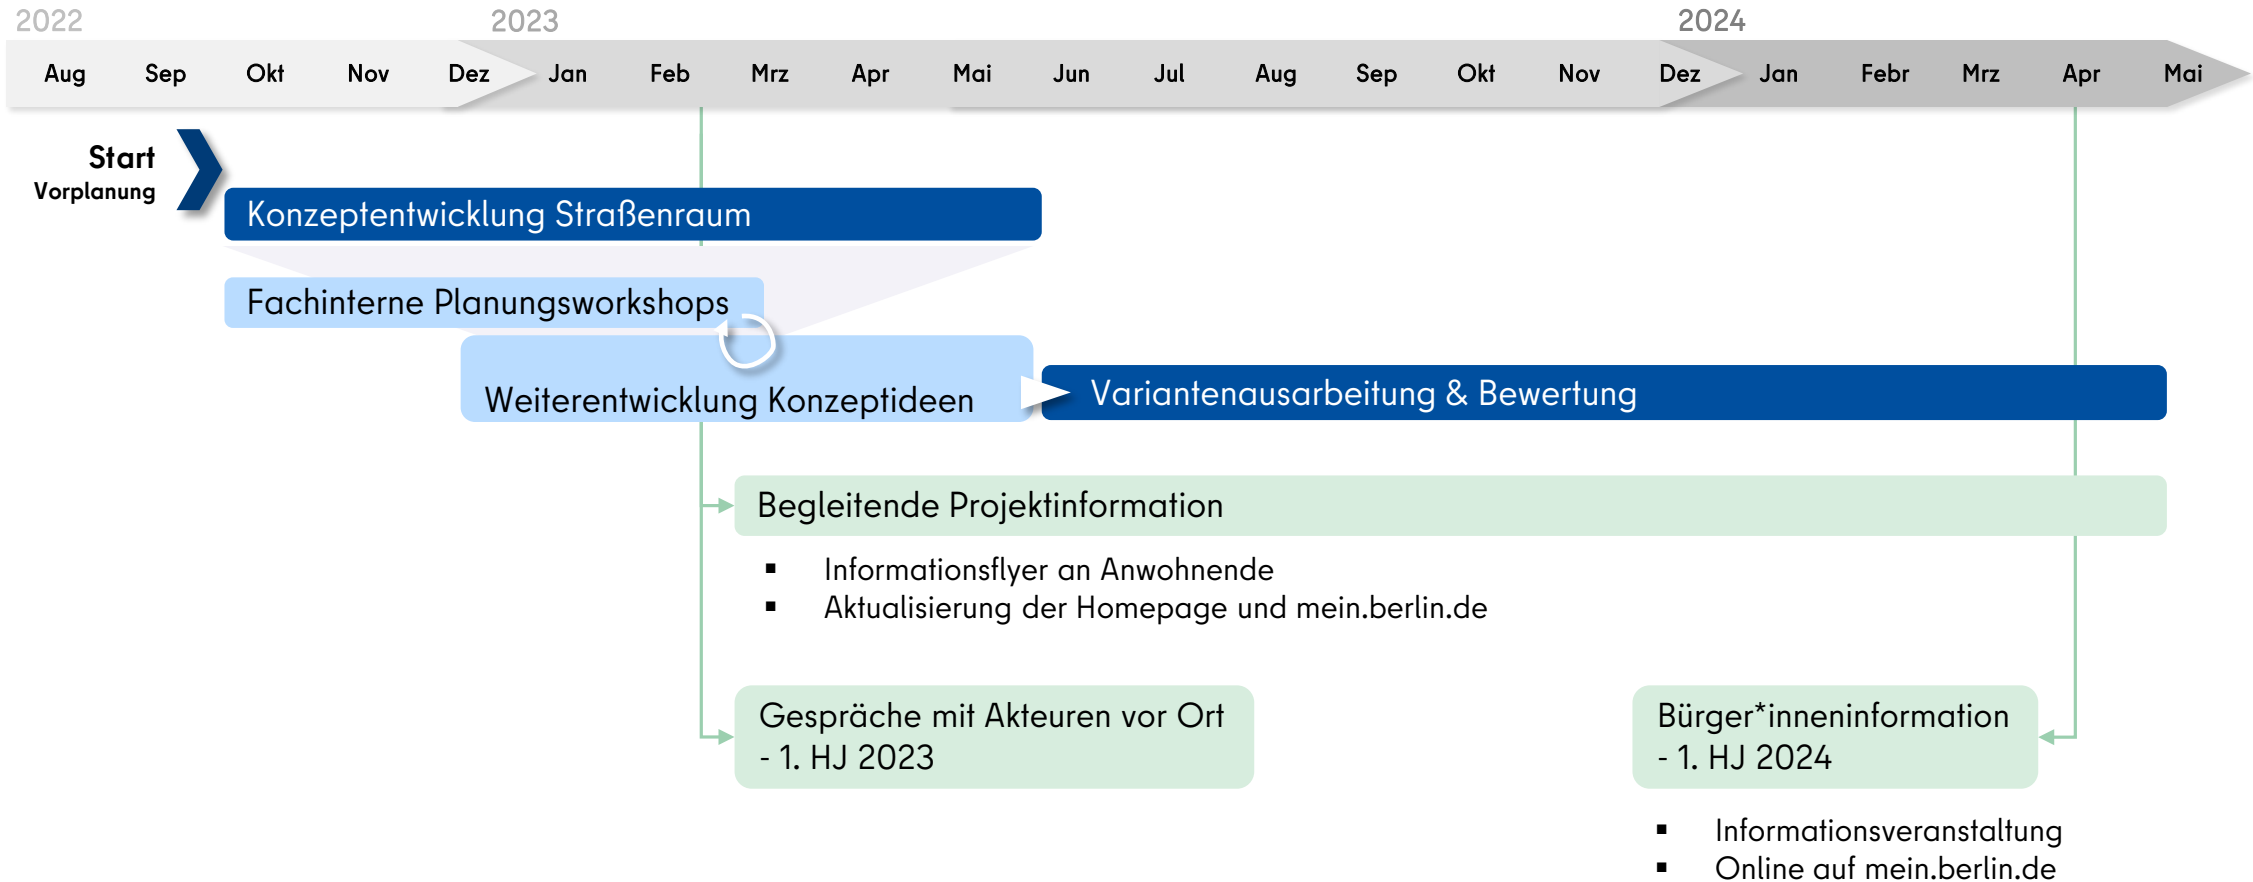 2022 2023 2024
Aug Sep Okt Nov Dez Jan Feb Mrz Apr Mai Jun Jul Aug Sep Okt Nov Dez Jan Febr Mrz Apr Mai
Start
Vorplanung
Konzeptentwicklung Straßenraum
Fachinterne Planungsworkshops
Weiterentwicklung Konzeptideen
Variantenausarbeitung & Bewertung
Begleitende Projektinformation
▪ Informationsflyer an Anwohnende
▪ Aktualisierung der Homepage und mein.berlin.de
Gespräche mit Akteuren vor Ort
- 1. HJ 2023
Bürger*inneninformation
- 1. HJ 2024
▪ Informationsveranstaltung
▪ Online auf mein.berlin.de